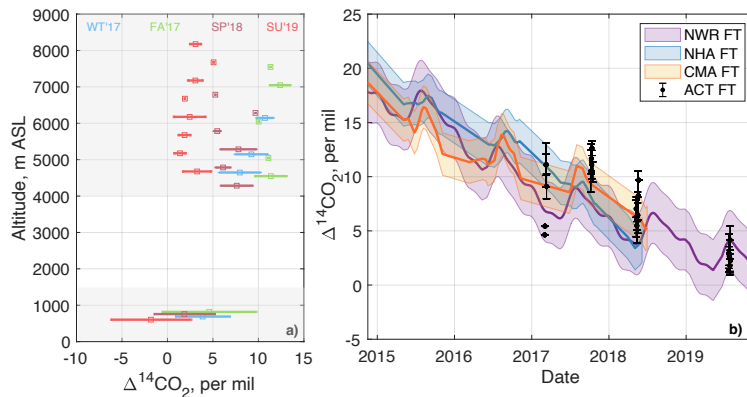 WT'17 FA'17 SP'18 SU'19
9000
8000
7000
6000
5000
4000
3000
1000
0
-10 -5 0 5 10 15
Altitude, m ASL
Δ¹⁴CO₂, per mil
a)
25
20
15
10
5
0
-5
2015 2016 2017 2018 2019
Δ¹⁴CO₂, per mil
Date
NWR FT
NHA FT
CMA FT
ACT FT
b)